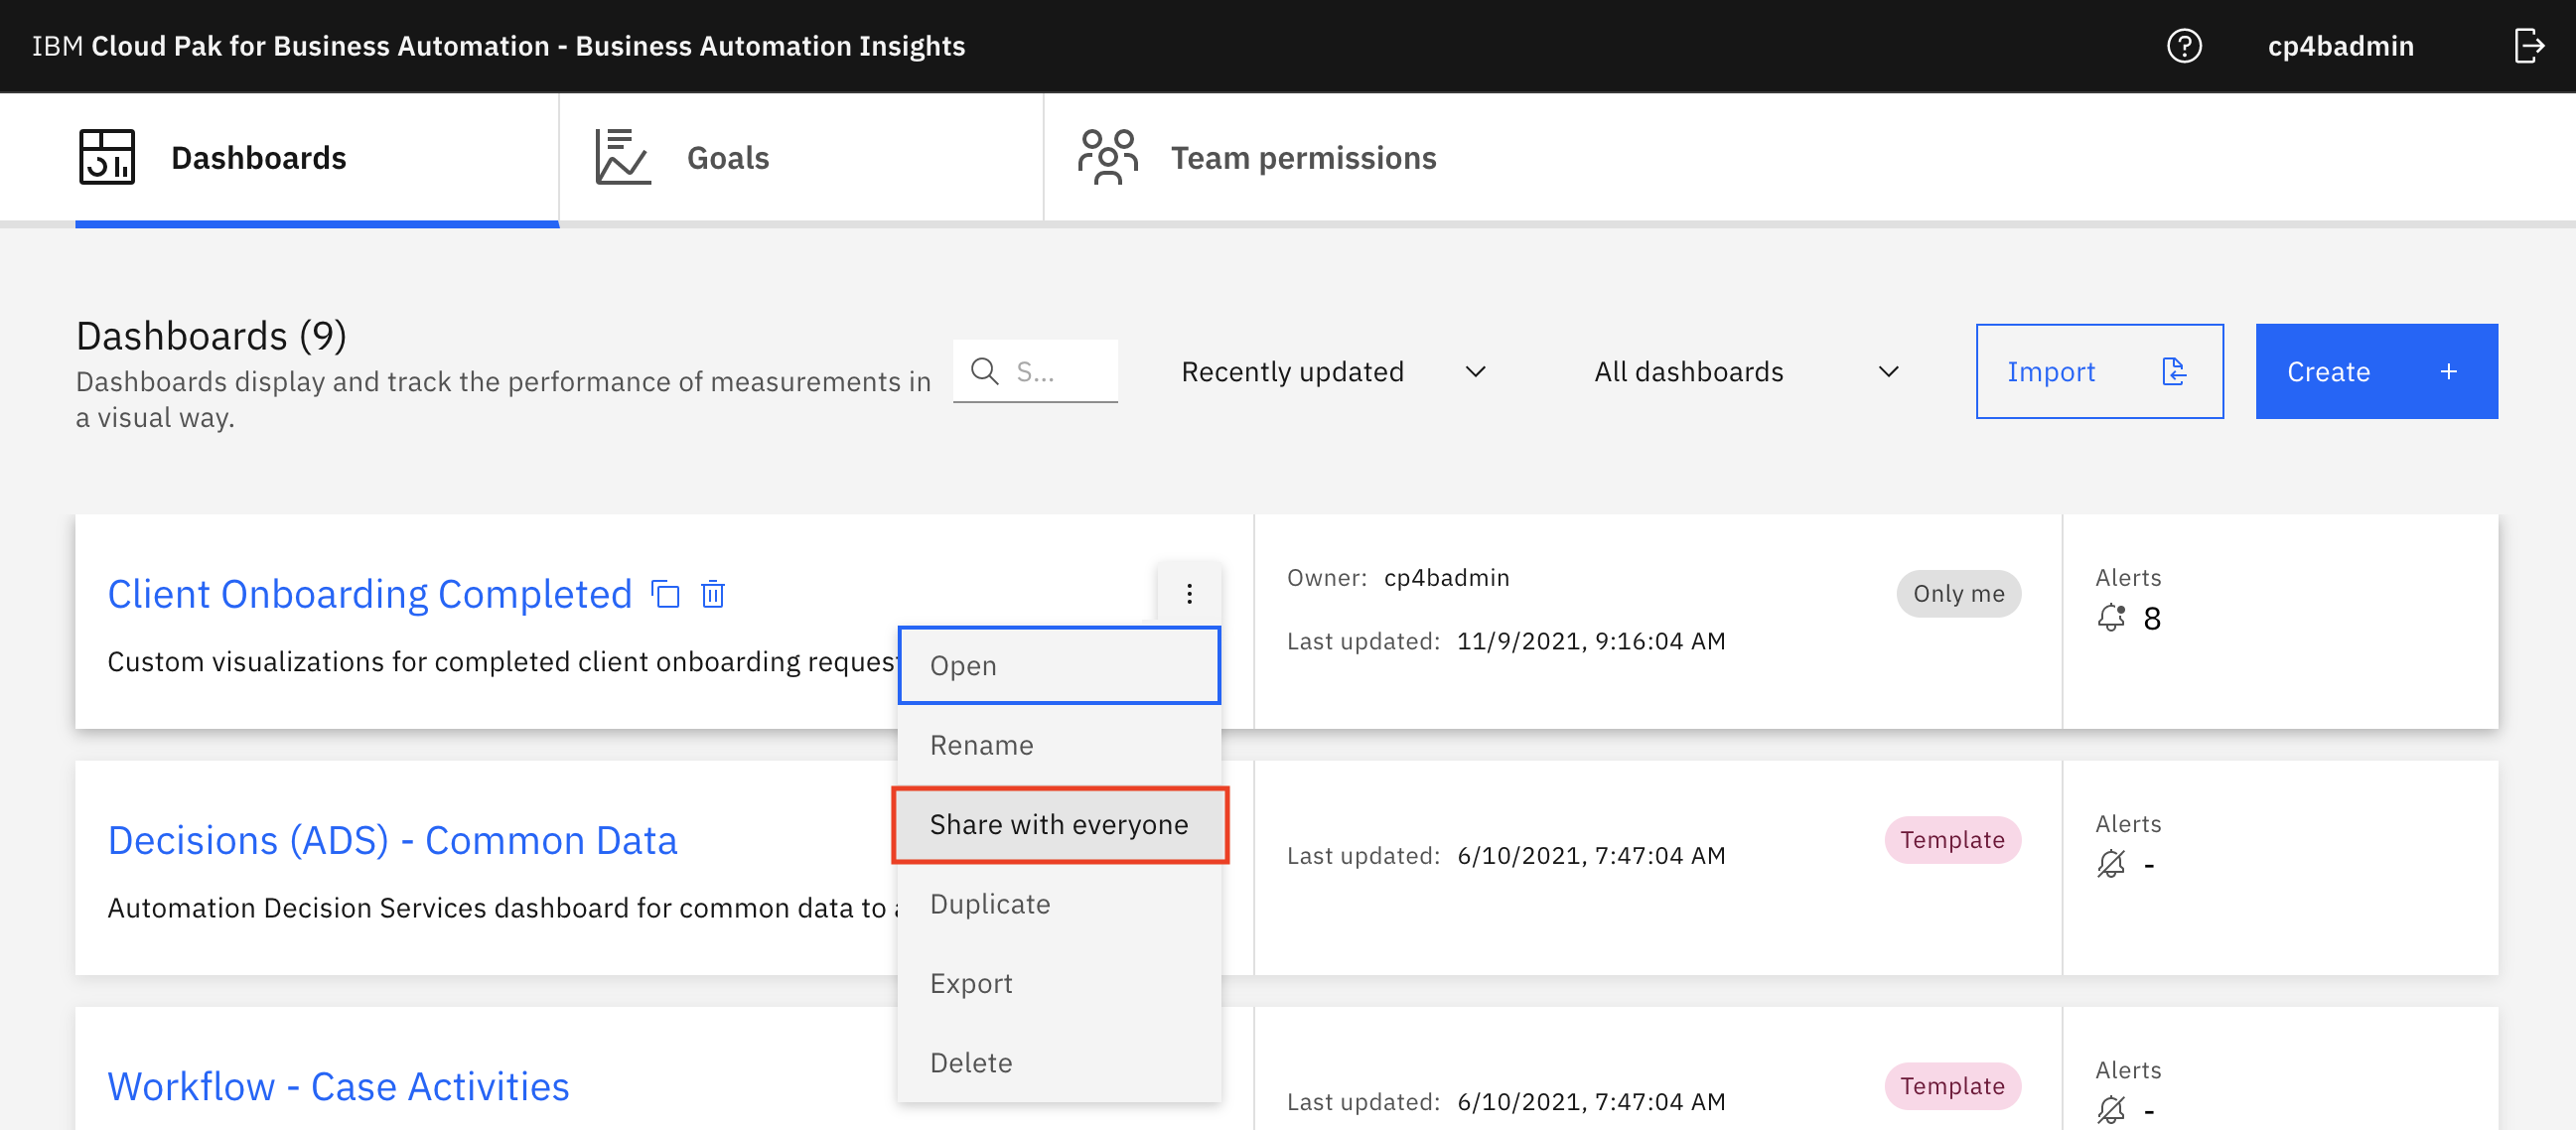 IBM Cloud Pak for Business Automation - Business Automation Insights
cp4badmin
Dashboards
Goals
Team permissions
Dashboards (9)
Dashboards display and track the performance of measurements in
a visual way.
S...
Recently updated
All dashboards
Import
Create
Client Onboarding Completed
Custom visualizations for completed client onboarding
Open
Rename
Share with everyone
Duplicate
Export
Delete
Owner: cp4badmin
Only me
Last updated: 11/9/2021, 9:16:04 AM
Alerts
8
Decisions (ADS) - Common Data
Automation Decision Services dashboard for common data to
Last updated: 6/10/2021, 7:47:04 AM
Template
Alerts
-
Workflow - Case Activities
Last updated: 6/10/2021, 7:47:04 AM
Template
Alerts
-